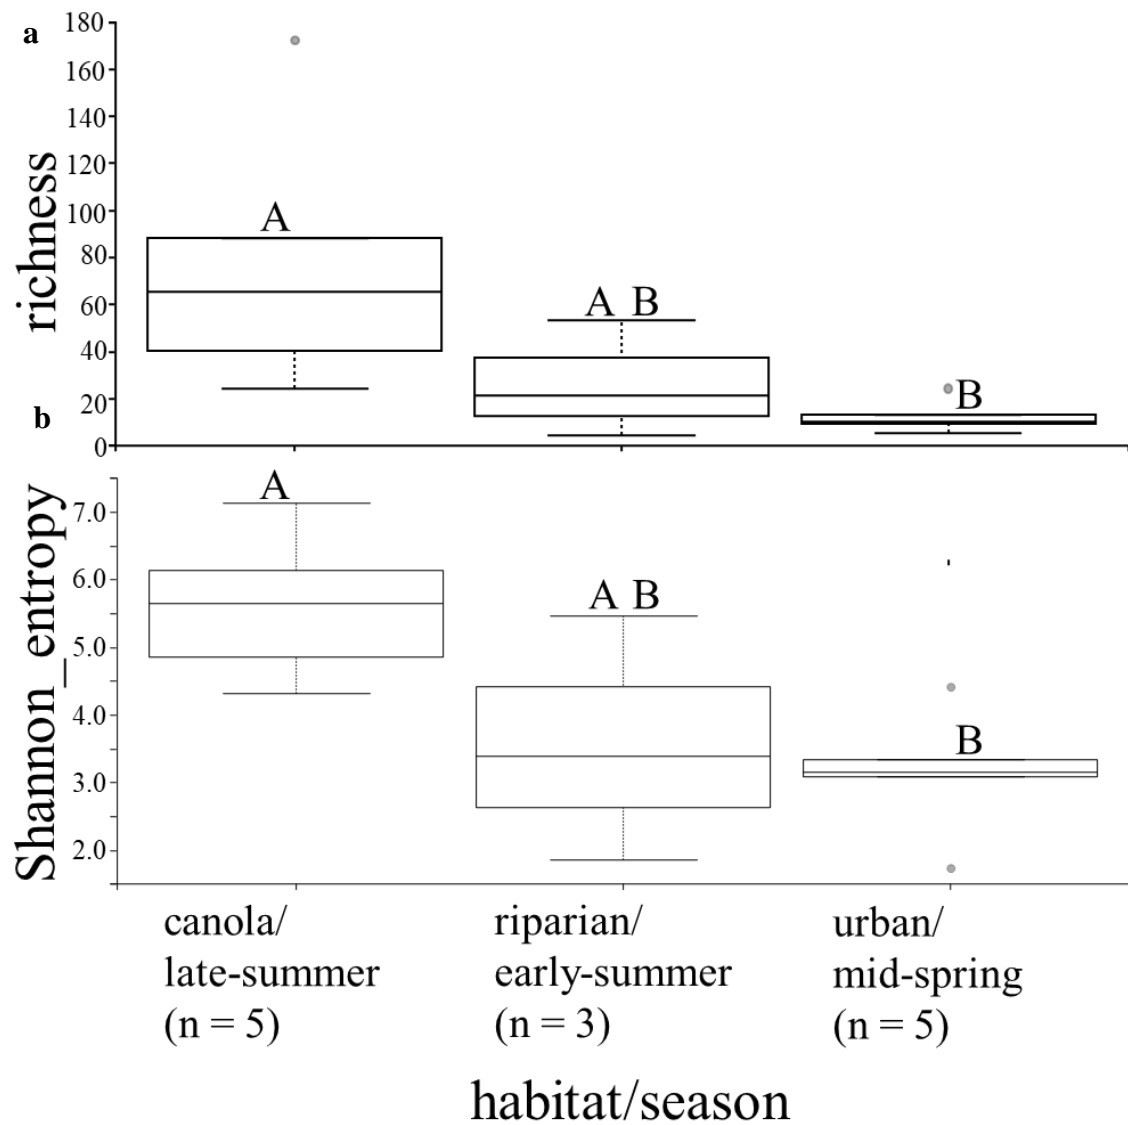 a
180
160
140
120
100
80
60
40
20
0
richness
A
A B
B
b
7.0
6.0
5.0
4.0
3.0
2.0
Shannon_entropy
A
A B
B
canola/
late-summer
(n = 5)
riparian/
early-summer
(n = 3)
urban/
mid-spring
(n = 5)
habitat/season